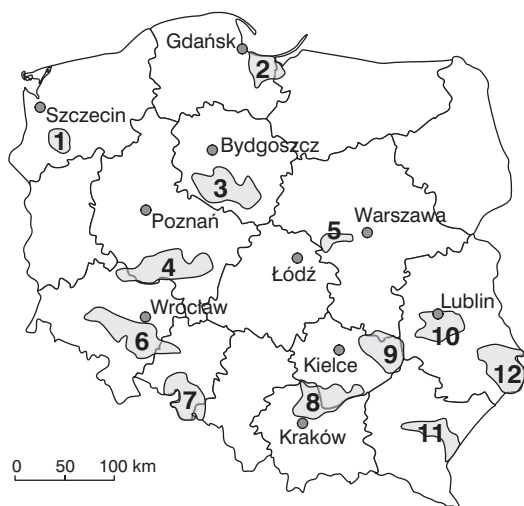 Gdańsk
2
Szczecin
1
Bydgoszcz
3
Poznań
Warszawa
5
Łódź
4
Wrocław
6
Lublin
10
Kielce
9
12
7
8
Kraków
11
0 50 100 km